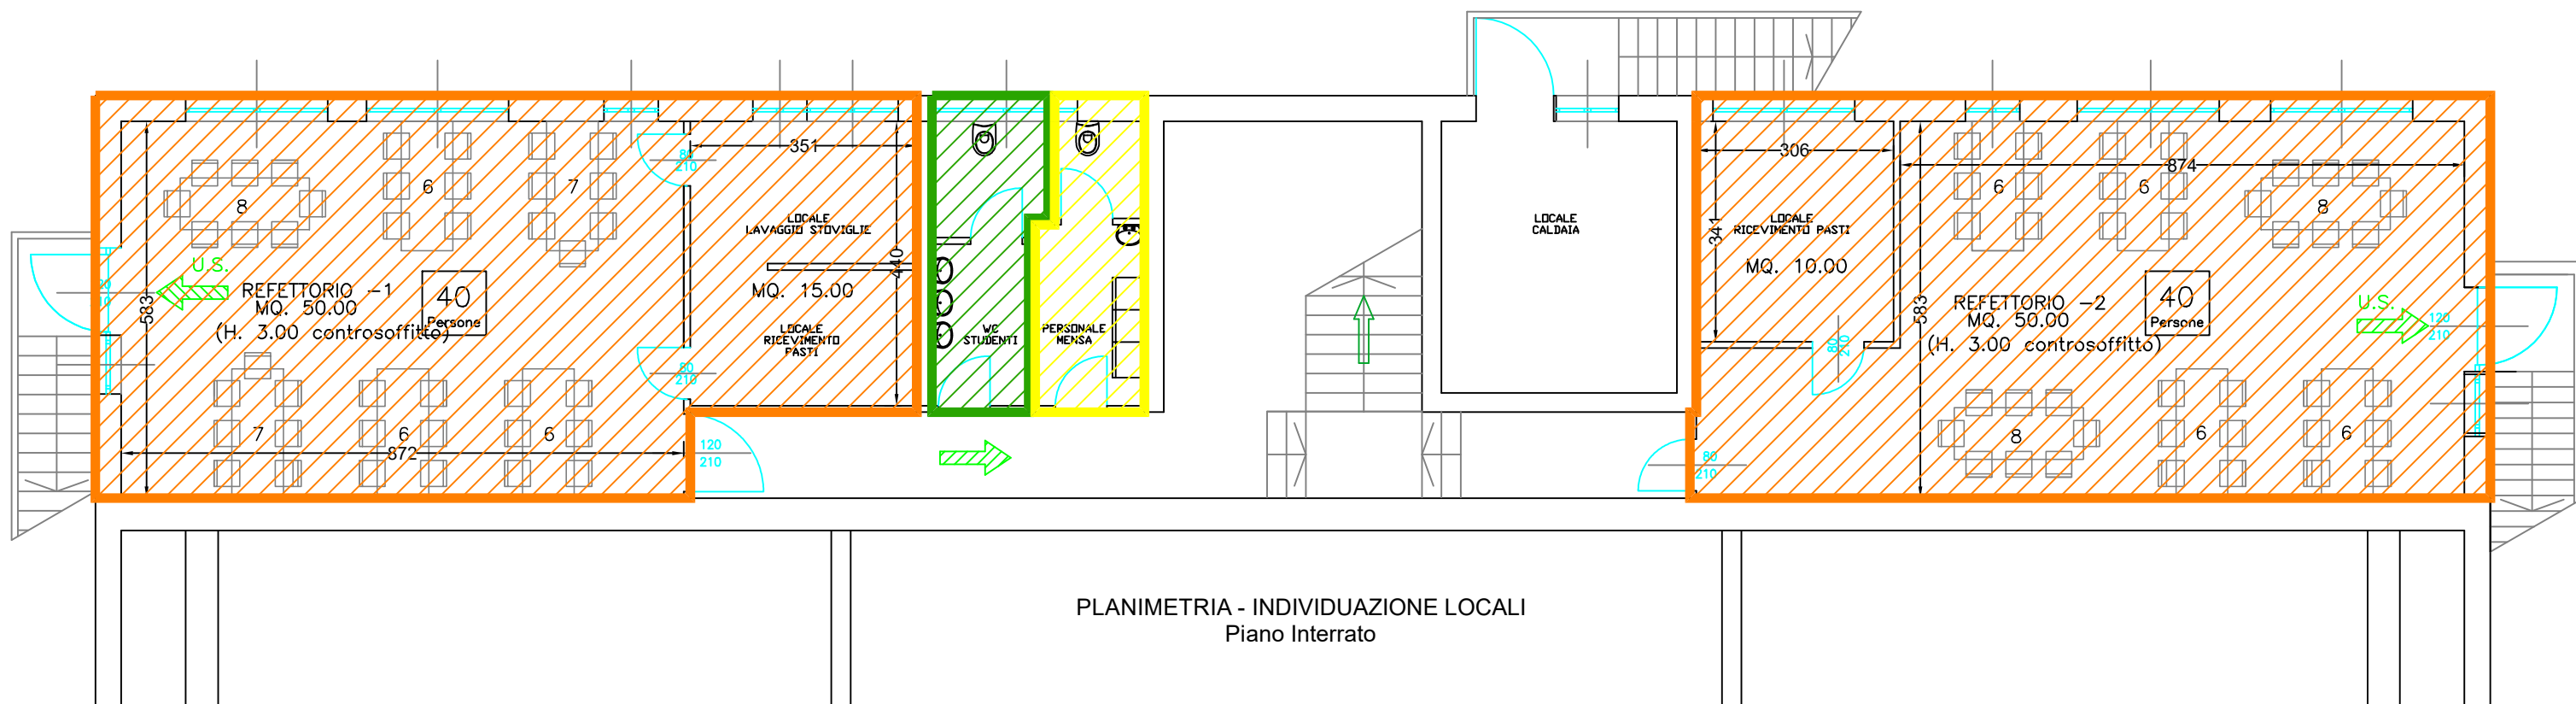 351
306
874
80
210
6
7
8
6
6
8
LOCALE
LAVAGGIO STOVIGLIE
LOCALE
CALDAIA
LOCALE
RICEVIMENTO PASTI
341
440
U.S.
MQ. 15.00
MQ. 10.00
REFETTORIO -1
MQ. 50.00
(H. 3.00 controsoffitto)
40
Persone
583
LOCALE
RICEVIMENTO
PASTI
WC
STUDENTI
PERSONALE
MENSA
REFETTORIO -2
MQ. 50.00
(H. 3.00 controsoffitto)
40
Persone
583
U.S.
120
210
80
210
80
210
7
6
6
872
120
210
80
210
8
6
6
PLANIMETRIA - INDIVIDUAZIONE LOCALI
Piano Interrato